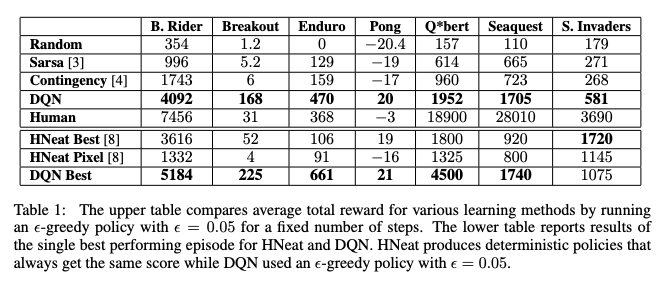 B. Rider Breakout Enduro Pong Q*bert Seaquest S. Invaders
Random 354 1.2 0 −20.4 157 110 179
Sarsa [3] 996 5.2 129 −19 614 665 271
Contingency [4] 1743 6 159 −17 960 723 268
DQN 4092 168 470 20 1952 1705 581
Human 7456 31 368 −3 18900 28010 3690
HNeat Best [8] 3616 52 106 19 1800 920 1720
HNeat Pixel [8] 1332 4 91 −16 1325 800 1145
DQN Best 5184 225 661 21 4500 1740 1075
Table 1: The upper table compares average total reward for various learning methods by running
an ϵ-greedy policy with ϵ = 0.05 for a fixed number of steps. The lower table reports results of
the single best performing episode for HNeat and DQN. HNeat produces deterministic policies that
always get the same score while DQN used an ϵ-greedy policy with ϵ = 0.05.